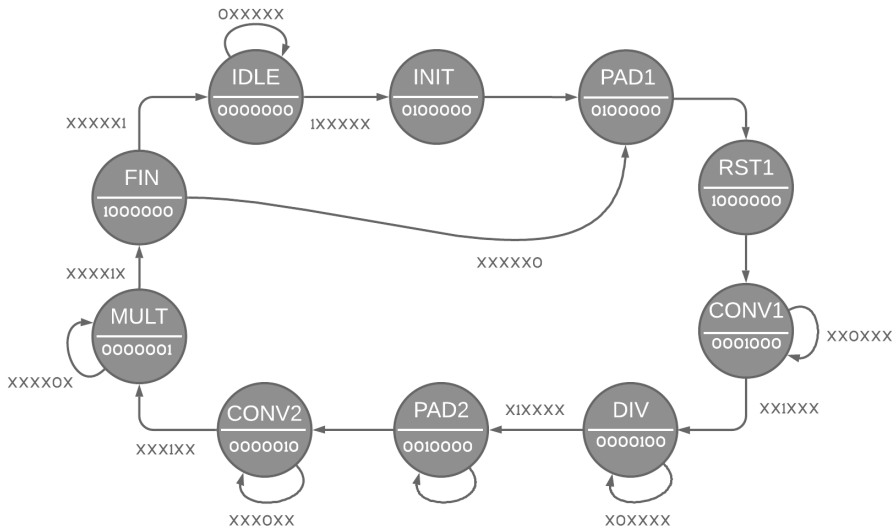 0XXXXX
IDLE
0000000
1XXXXX
INIT
0100000
PAD1
0100000
XXXXX1
FIN
1000000
RST1
1000000
XXXXX0
XXXX1X
MULT
0000001
XXXX0X
CONV1
0001000
XX0XXX
XX1XXX
DIV
0000100
X0XXXX
X1XXXX
PAD2
0010000
CONV2
0000010
XXX0XX
XXX1XX